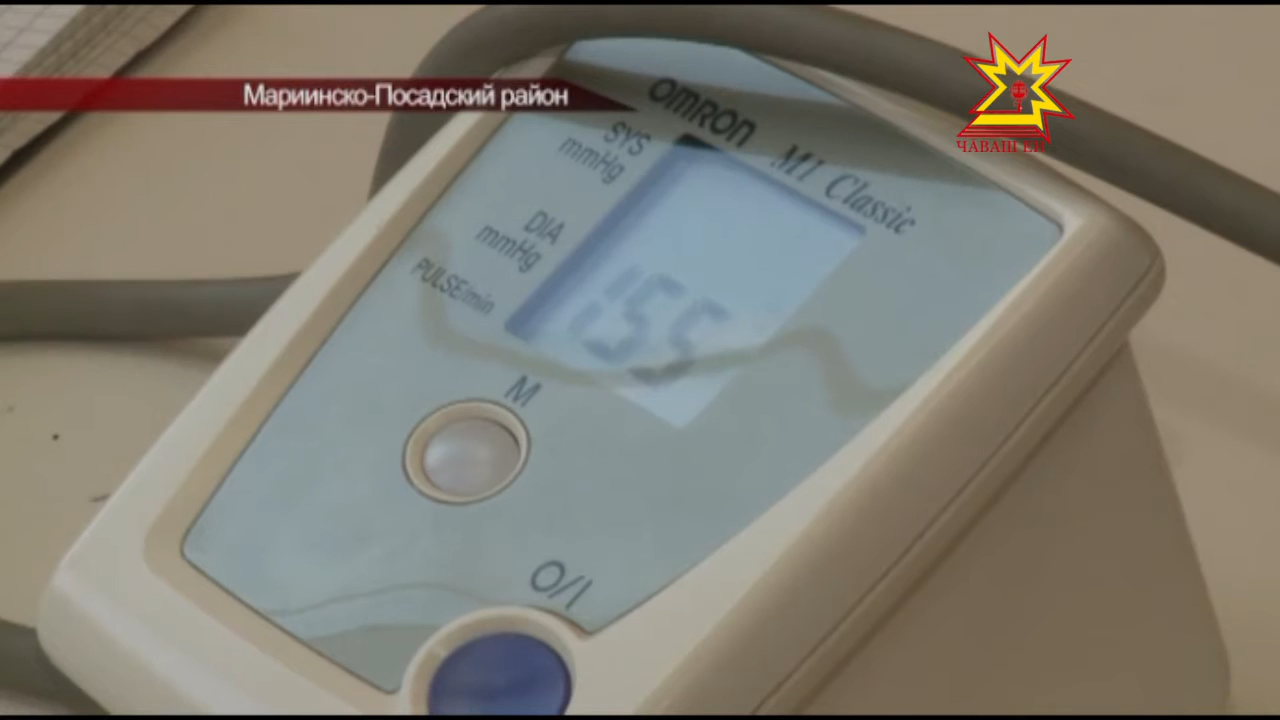 Мариинско-Посадский район
ЧĂВАШ ЕН
OMRON
M1 Classic
SYS
mmHg
DIA
mmHg
PULSE/min
155
M
O/I